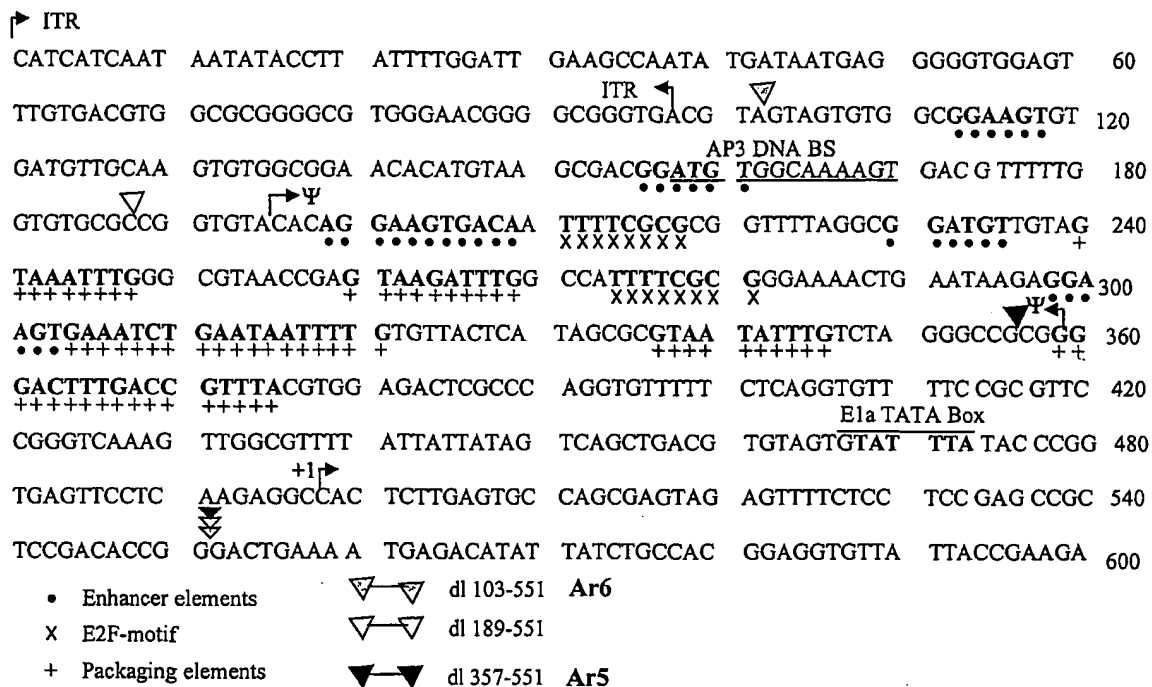 ITR
CATCATCAAT AATATACCTT ATTTTGGATT GAAGCCAATA TGATAATGAG GGGGTGGAGT 60
ITR
TTGTGACGTG GCGCGGGGCG TGGGAACGGG GCGGGTGACG TAGTAGTGTG GCGGAAGTGT 120
AP3 DNA BS
GATGTTGCAA GTGTGGCGGA ACACATGTAA GCGACGGATG TGGCAAAAGT GACG TTTTTG 180
Ψ
GTGTGCGCCG GTGTACACAG GAAGTGACAA TTTTCGCGCG GTTTTAGGCG GATGTTGTAG 240
TAAATTTGGG CGTAACCGAG TAAGATTTGG CCATTTTCGC GGGAAAACTG AATAAGAGGA 300
Ψ
AGTGAAATCT GAATAATTTT GTGTTACTCA TAGCGCGTAA TATTTGTCTA GGGCCGCGGG 360
GACTTTGACC GTTTACGTGG AGACTCGCCC AGGTGTTTTT CTCAGGTGTT TTC CGC GTTC 420
E1a TATA Box
CGGGTCAAAG TTGGCGTTTT ATTATTATAG TCAGCTGACG TGTAGTGTAT TTA TAC CCGG 480
+1
TGAGTTCCTC AAGAGGCCAC TCTTGAGTGC CAGCGAGTAG AGTTTTCTCC TCC GAG CCGC 540
TCCGACACCG GGACTGAAA A TGAGACATAT TATCTGCCAC GGAGGTGTTA TTACCGAAGA 600
• Enhancer elements
X E2F-motif
+ Packaging elements
dl 103-551 Ar6
dl 189-551
dl 357-551 Ar5